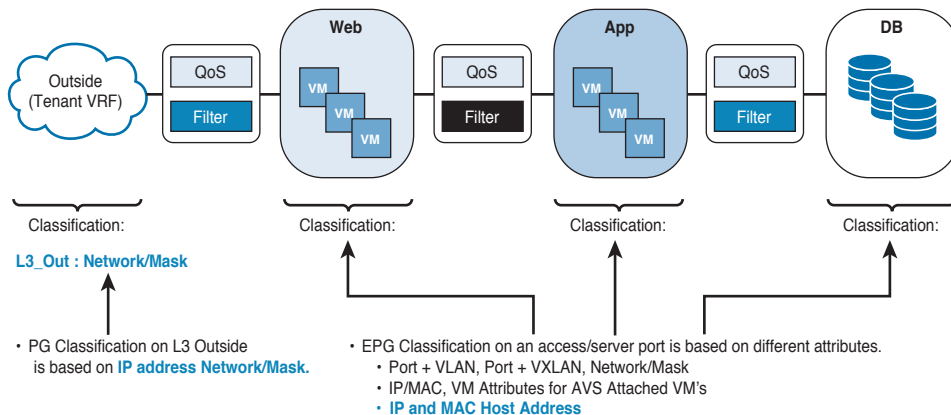 Web
App
DB
Outside
(Tenant VRF)
QoS
Filter
VM
VM
VM
QoS
Filter
VM
VM
VM
QoS
Filter
Classification:
Classification:
Classification:
Classification:
L3_Out : Network/Mask
• PG Classification on L3 Outside
is based on IP address Network/Mask.
• EPG Classification on an access/server port is based on different attributes.
• Port + VLAN, Port + VXLAN, Network/Mask
• IP/MAC, VM Attributes for AVS Attached VM's
• IP and MAC Host Address